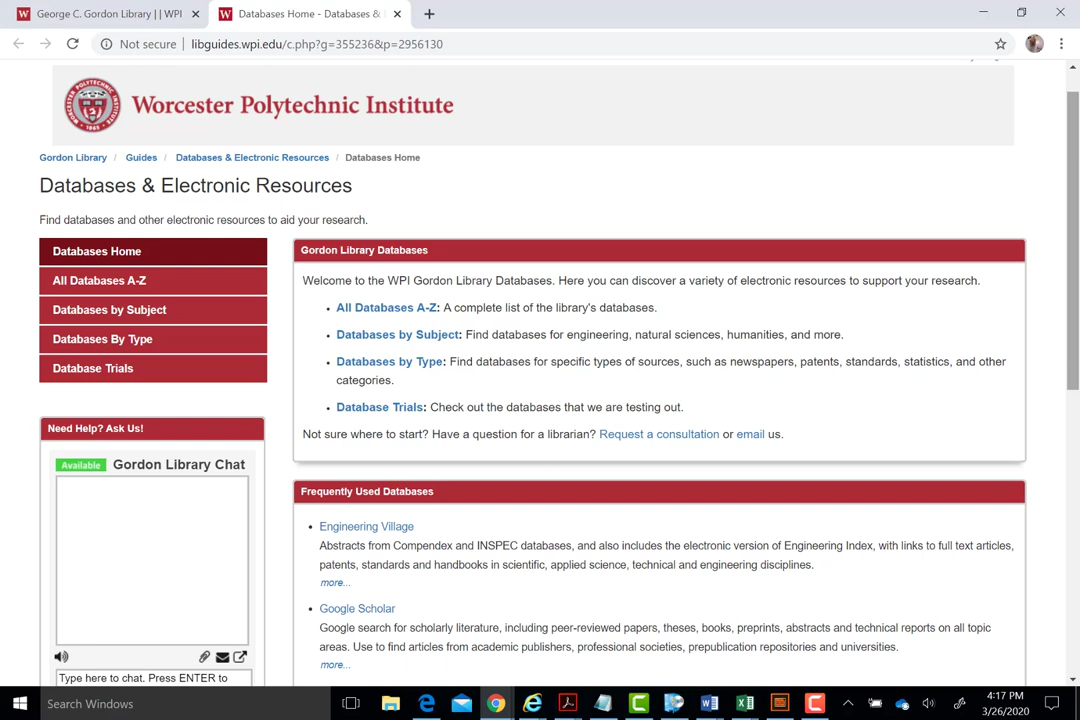 George C. Gordon Library | | WPI
Databases Home - Databases &
Not secure
libguides.wpi.edu/c.php?g=355236&p=2956130
WORCESTER POLYTECHNIC INSTITUTE
1865
Worcester Polytechnic Institute
Gordon Library / Guides / Databases & Electronic Resources / Databases Home
Databases & Electronic Resources
Find databases and other electronic resources to aid your research.
Databases Home
All Databases A-Z
Databases by Subject
Databases By Type
Database Trials
Need Help? Ask Us!
Available Gordon Library Chat
Type here to chat. Press ENTER to
Gordon Library Databases
Welcome to the WPI Gordon Library Databases. Here you can discover a variety of electronic resources to support your research.
• All Databases A-Z: A complete list of the library's databases.
• Databases by Subject: Find databases for engineering, natural sciences, humanities, and more.
• Databases by Type: Find databases for specific types of sources, such as newspapers, patents, standards, statistics, and other
categories.
• Database Trials: Check out the databases that we are testing out.
Not sure where to start? Have a question for a librarian? Request a consultation or email us.
Frequently Used Databases
• Engineering Village
Abstracts from Compendex and INSPEC databases, and also includes the electronic version of Engineering Index, with links to full text articles,
patents, standards and handbooks in scientific, applied science, technical and engineering disciplines.
more...
• Google Scholar
Google search for scholarly literature, including peer-reviewed papers, theses, books, preprints, abstracts and technical reports on all topic
areas. Use to find articles from academic publishers, professional societies, prepublication repositories and universities.
more...
Search Windows
4:17 PM
3/26/2020